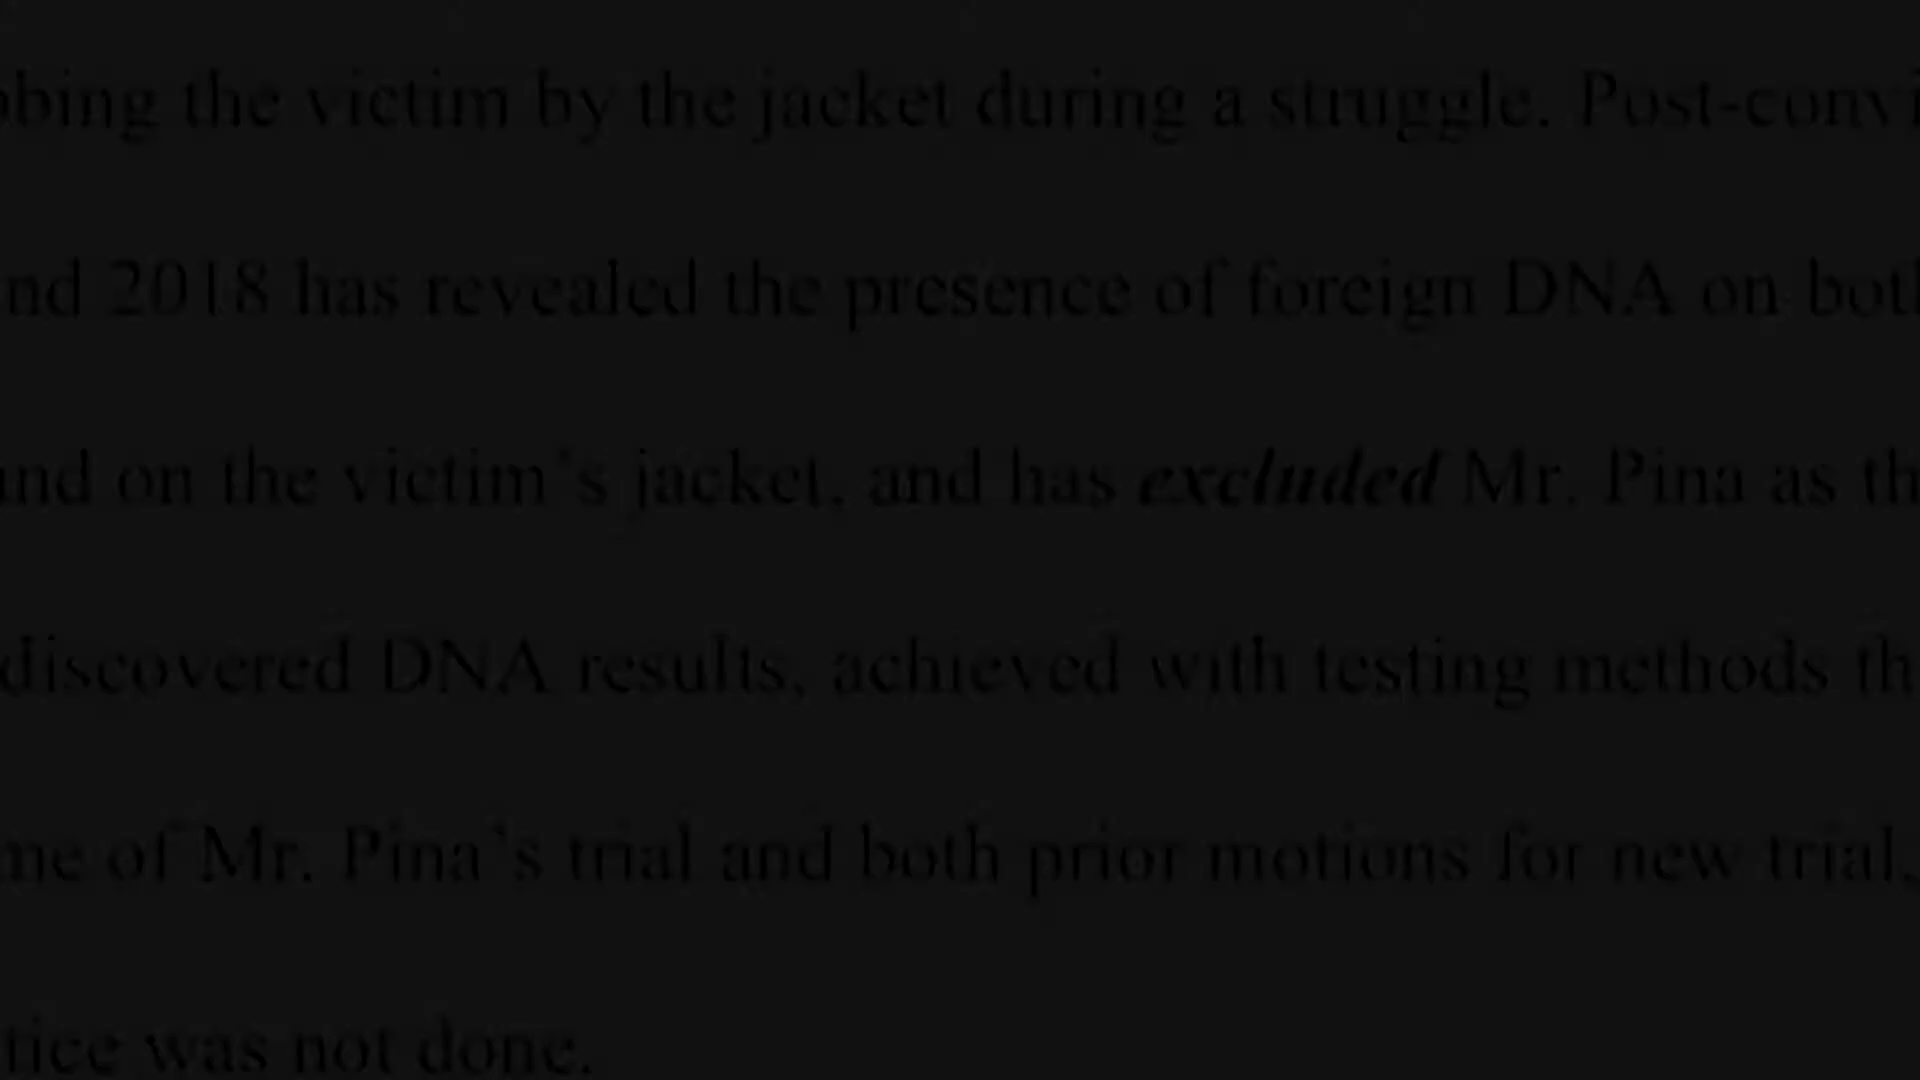 bing the victim by the jacket during a struggle. Post-convi
nd 2018 has revealed the presence of foreign DNA on both
und on the victim's jacket, and has excluded Mr. Pina as th
discovered DNA results, achieved with testing methods th
me of Mr. Pina's trial and both prior motions for new trial,
tice was not done.